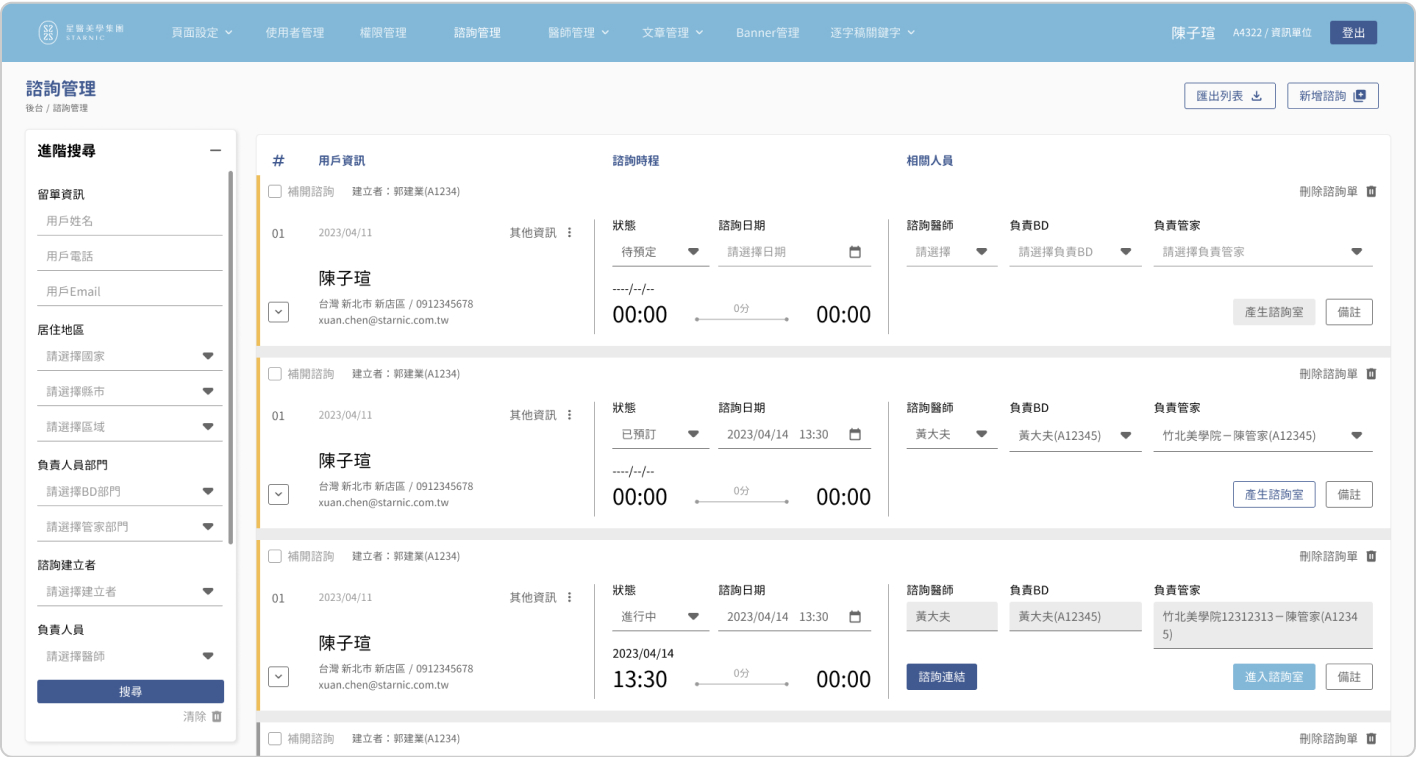 星醫美學集團
STARNIC
頁面設定
使用者管理
權限管理
諮詢管理
醫師管理
文章管理
Banner管理
逐字稿關鍵字
陳子瑄
A4322 / 資訊單位
登出
諮詢管理
後台 / 諮詢管理
匯出列表
新增諮詢
進階搜尋
留單資訊
用戶姓名
用戶電話
用戶Email
居住地區
請選擇國家
請選擇縣市
請選擇區域
負責人員部門
請選擇BD部門
請選擇管家部門
諮詢建立者
請選擇建立者
負責人員
請選擇醫師
搜尋
清除
# 用戶資訊 諮詢時程 相關人員
補開諮詢 建立者：郭建業(A1234) 刪除諮詢單
01 2023/04/11 其他資訊
陳子瑄
台灣 新北市 新店區 / 0912345678
xuan.chen@starnic.com.tw
狀態 諮詢日期
待預定 請選擇日期
----/--/--
00:00 0分 00:00
諮詢醫師 負責BD 負責管家
請選擇 請選擇負責BD 請選擇負責管家
產生諮詢室 備註
補開諮詢 建立者：郭建業(A1234) 刪除諮詢單
01 2023/04/11 其他資訊
陳子瑄
台灣 新北市 新店區 / 0912345678
xuan.chen@starnic.com.tw
狀態 諮詢日期
已預訂 2023/04/14 13:30
----/--/--
00:00 0分 00:00
諮詢醫師 負責BD 負責管家
黃大夫 黃大夫(A12345) 竹北美學院－陳管家(A12345)
產生諮詢室 備註
補開諮詢 建立者：郭建業(A1234) 刪除諮詢單
01 2023/04/11 其他資訊
陳子瑄
台灣 新北市 新店區 / 0912345678
xuan.chen@starnic.com.tw
狀態 諮詢日期
進行中 2023/04/14 13:30
2023/04/14
13:30 0分 00:00
諮詢醫師 負責BD 負責管家
黃大夫 黃大夫(A12345) 竹北美學院12312313－陳管家(A1234
5)
諮詢連結 進入諮詢室 備註
補開諮詢 建立者：郭建業(A1234) 刪除諮詢單